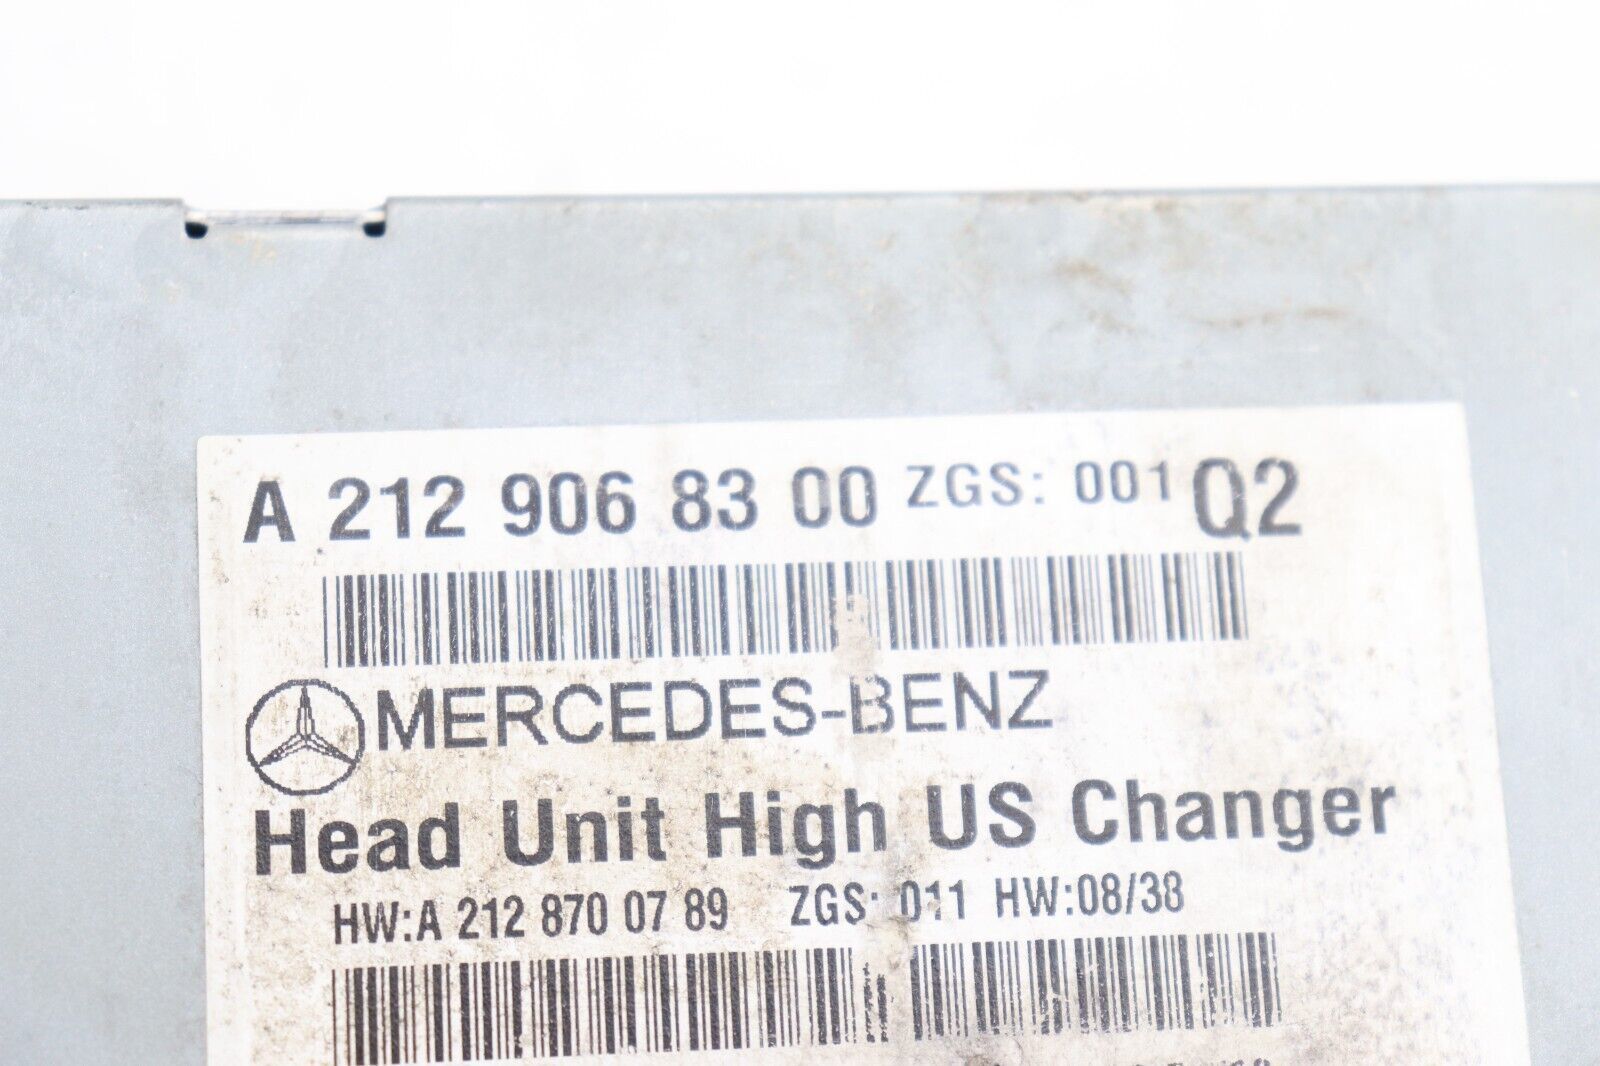 A 212 906 83 00 ZGS: 001 Q2
MERCEDES-BENZ
Head Unit High US Changer
HW:A 212 870 07 89 ZGS: 011 HW:08/38